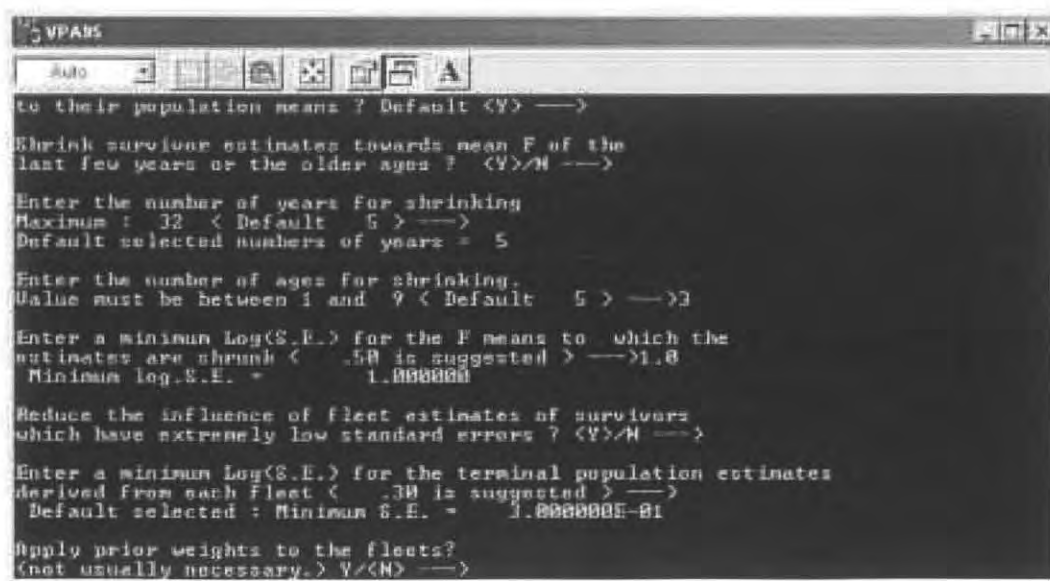 VPA95
Auto
A
to their population means ? Default <Y> --->
Shrink survivor estimates towards mean F of the
last few years or the older ages ?  <Y>/N --->
Enter the number of years for shrinking
Maximum :  32  < Default    5 > --->
Default selected numbers of years =  5
Enter the number of ages for shrinking.
Value must be between 1 and  9 < Default    5 > --->3
Enter a minimum Log(S.E.) for the F means to  which the
estimates are shrunk <    .50 is suggested > --->1.0
Minimum log.S.E. =          1.000000
Reduce the influence of fleet estimates of survivors
which have extremely low standard errors ? <Y>/N --->
Enter a minimum Log(S.E.) for the terminal population estimates
derived from each fleet <    .30 is suggested > --->
Default selected : Minimum S.E. =    3.000000E-01
Apply prior weights to the fleets?
(not usually necessary.) Y/<N> --->